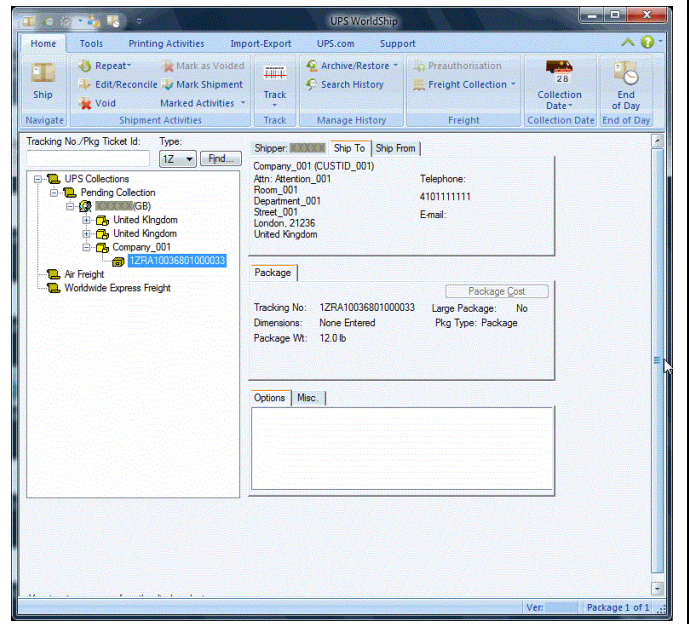 UPS WorldShip
Home Tools Printing Activities Import-Export UPS.com Support
Ship
Repeat
Mark as Voided
Edit/Reconcile
Mark Shipment
Void
Marked Activities
Track
Archive/Restore
Search History
Preauthorisation
Freight Collection
28
Collection Date
End of Day
Navigate Shipment Activities Track Manage History Freight Collection Date End of Day
Tracking No./Pkg Ticket Id: Type:
1Z Find...
UPS Collections
Pending Collection
(GB)
United KIngdom
United KIngdom
Company_001
1ZRA10036801000033
Air Freight
Worldwide Express Freight
Shipper: Ship To Ship From
Company_001 (CUSTID_001)
Attn: Attention_001
Room_001
Department_001
Street_001
London, 21236
United Kingdom
Telephone:
4101111111
E-mail:
Package
Package Cost
Tracking No: 1ZRA10036801000033 Large Package: No
Dimensions: None Entered Pkg Type: Package
Package Wt: 12.0 lb
Options Misc.
Ver: Package 1 of 1